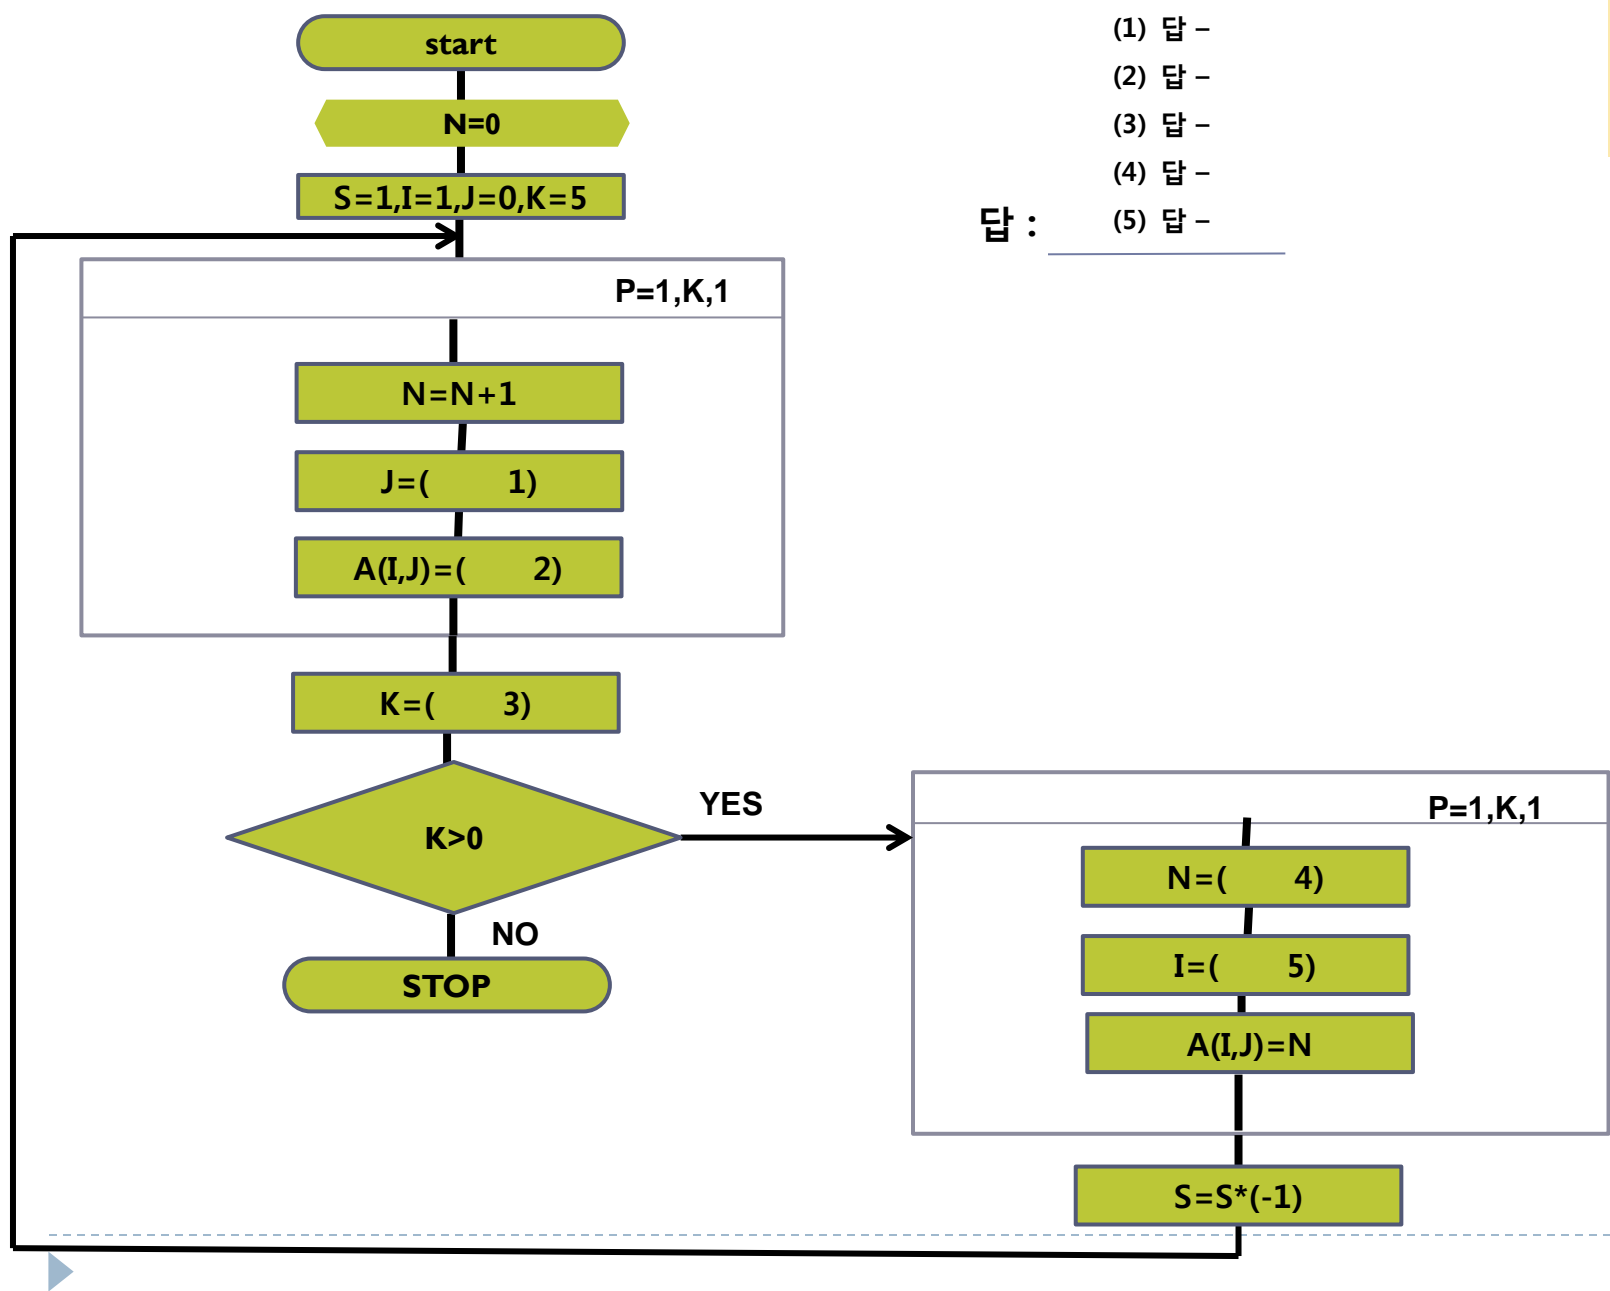 start
N=0
S=1,I=1,J=0,K=5
P=1,K,1
N=N+1
J=( 1)
A(I,J)=( 2)
K=( 3)
K>0
YES
NO
STOP
P=1,K,1
N=( 4)
I=( 5)
A(I,J)=N
S=S*(-1)
(1) 답 –
(2) 답 –
(3) 답 –
(4) 답 –
답 : (5) 답 –